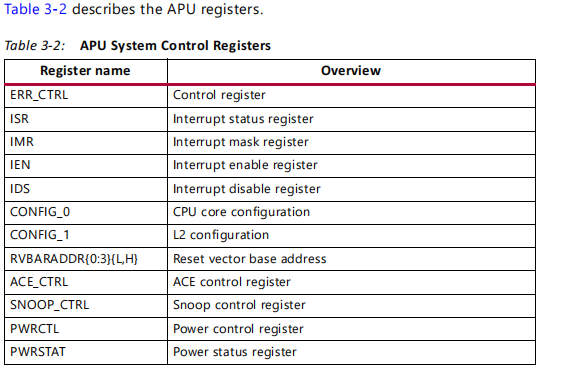 Table 3-2 describes the APU registers.
Table 3-2: APU System Control Registers
Register name Overview
ERR_CTRL Control register
ISR Interrupt status register
IMR Interrupt mask register
IEN Interrupt enable register
IDS Interrupt disable register
CONFIG_0 CPU core configuration
CONFIG_1 L2 configuration
RVBARADDR{0:3}{L,H} Reset vector base address
ACE_CTRL ACE control register
SNOOP_CTRL Snoop control register
PWRCTL Power control register
PWRSTAT Power status register